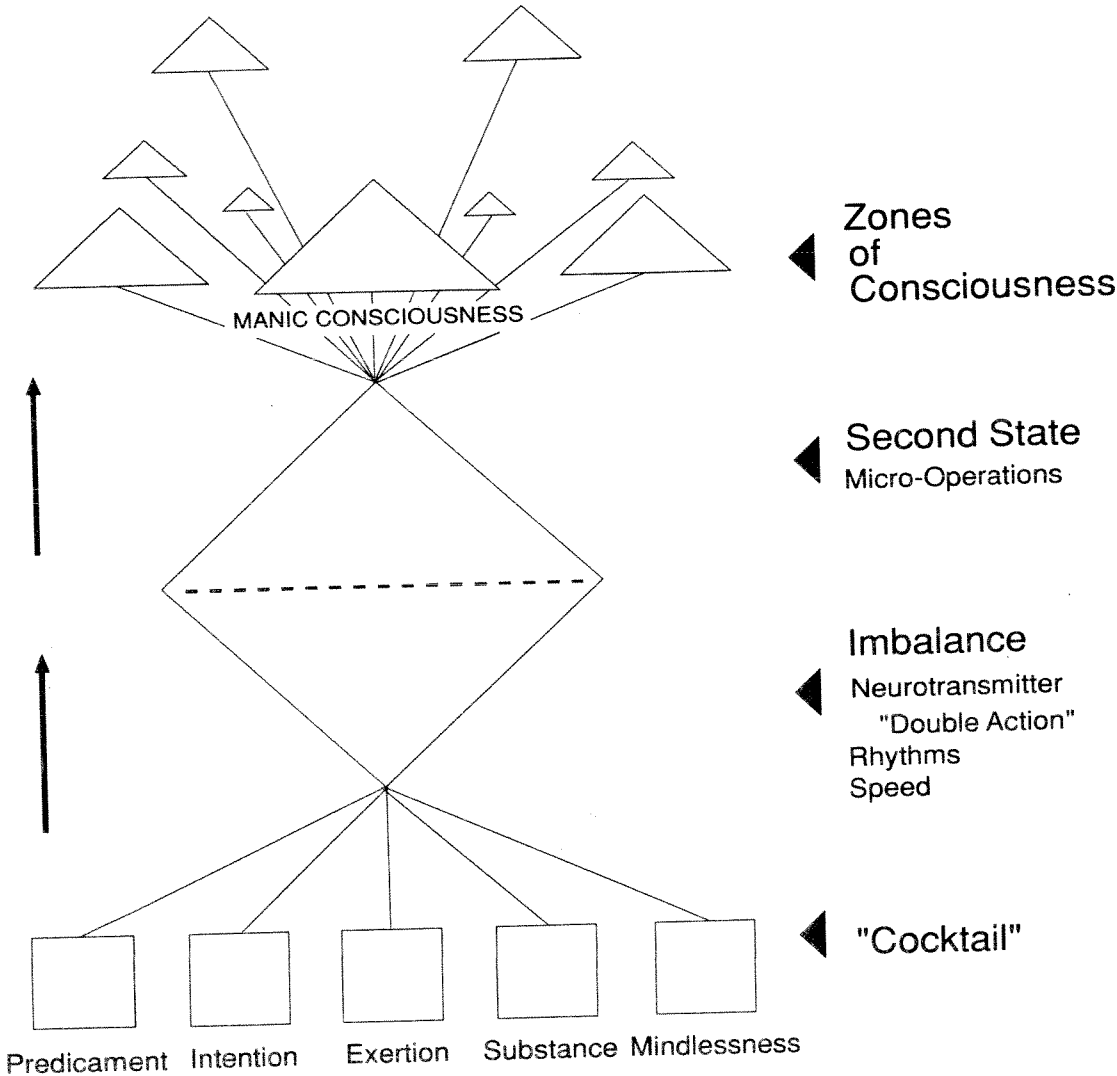 Zones
of
Consciousness
MANIC CONSCIOUSNESS
Second State
Micro-Operations
Imbalance
Neurotransmitter
"Double Action"
Rhythms
Speed
"Cocktail"
Predicament Intention Exertion Substance Mindlessness